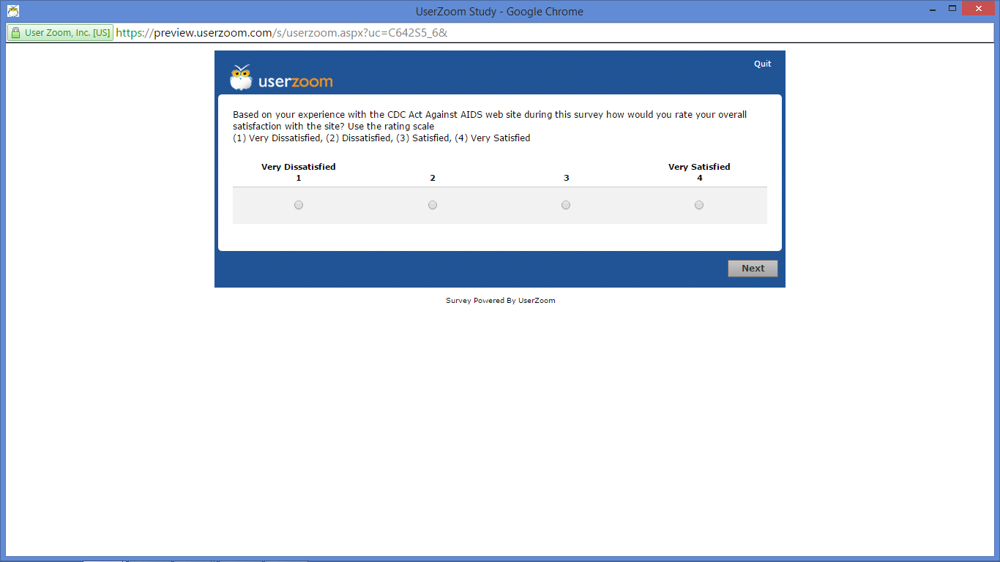 UserZoom Study - Google Chrome
User Zoom, Inc. [US] https://preview.userzoom.com/s/userzoom.aspx?uc=C642S5_6&
Quit
userzoom
Based on your experience with the CDC Act Against AIDS web site during this survey how would you rate your overall
satisfaction with the site? Use the rating scale
(1) Very Dissatisfied, (2) Dissatisfied, (3) Satisfied, (4) Very Satisfied
Very Dissatisfied Very Satisfied
1 2 3 4
Next
Survey Powered By UserZoom